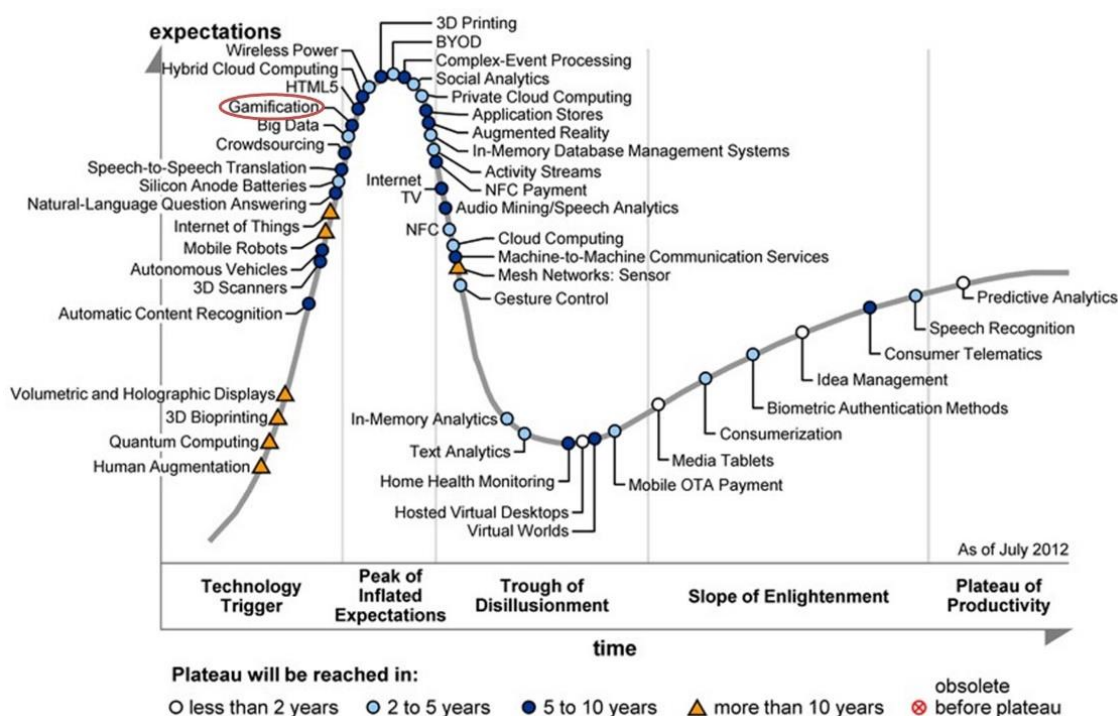 expectations
3D Printing
BYOD
Wireless Power
Complex-Event Processing
Hybrid Cloud Computing
Social Analytics
HTML5
Private Cloud Computing
Gamification
Application Stores
Big Data
Augmented Reality
Crowdsourcing
In-Memory Database Management Systems
Speech-to-Speech Translation
Activity Streams
Silicon Anode Batteries
Internet
TV
NFC Payment
Natural-Language Question Answering
Audio Mining/Speech Analytics
Internet of Things
NFC
Mobile Robots
Cloud Computing
Autonomous Vehicles
Machine-to-Machine Communication Services
3D Scanners
Mesh Networks: Sensor
Gesture Control
Automatic Content Recognition
Predictive Analytics
Speech Recognition
Consumer Telematics
Idea Management
Volumetric and Holographic Displays
Biometric Authentication Methods
3D Bioprinting
In-Memory Analytics
Consumerization
Quantum Computing
Text Analytics
Media Tablets
Human Augmentation
Home Health Monitoring
Mobile OTA Payment
Hosted Virtual Desktops
Virtual Worlds
As of July 2012
Technology
Trigger
Peak of
Inflated
Expectations
Trough of
Disillusionment
Slope of Enlightenment
Plateau of
Productivity
time
Plateau will be reached in:
less than 2 years
2 to 5 years
5 to 10 years
more than 10 years
obsolete
before plateau